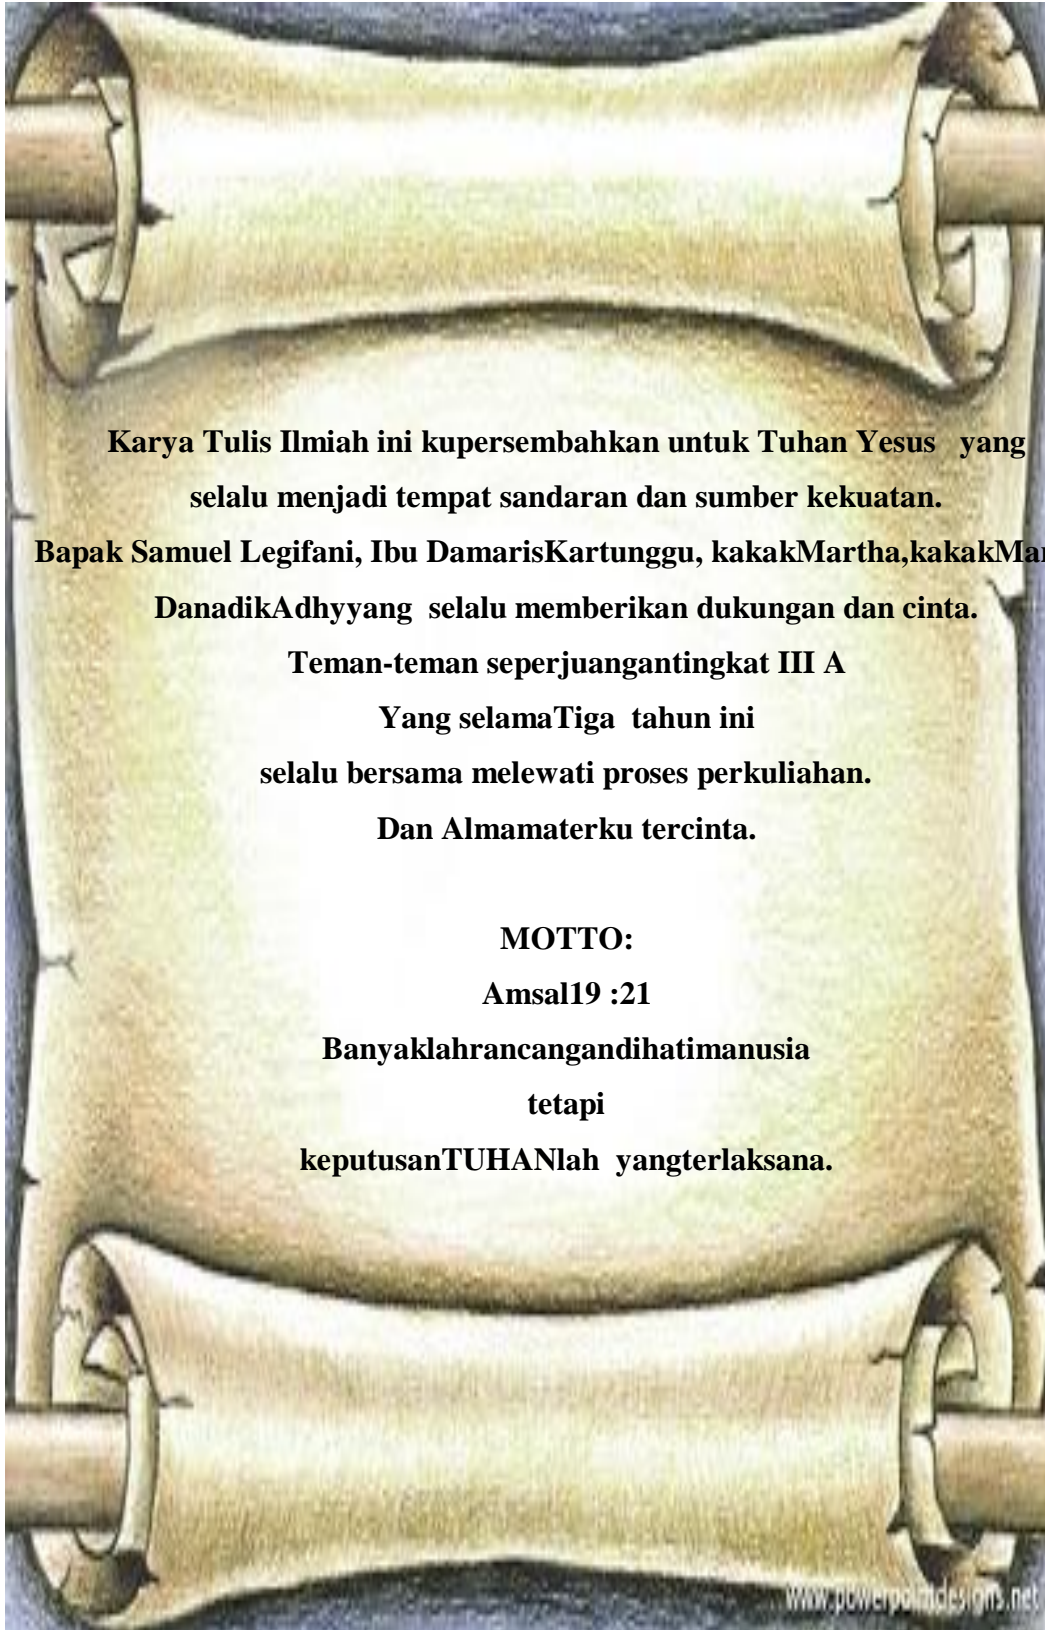 Karya Tulis Ilmiah ini kupersembahkan untuk Tuhan Yesus yang
selalu menjadi tempat sandaran dan sumber kekuatan.
Bapak Samuel Legifani, Ibu DamarisKartunggu, kakakMartha,
DanadikAdhyyang selalu memberikan dukungan dan cinta.
Teman-teman seperjuangantingkat III A
Yang selamaTiga tahun ini
selalu bersama melewati proses perkuliahan.
Dan Almamaterku tercinta.
MOTTO:
Amsal19 :21
Banyaklahrancangandihatimanusia
tetapi
keputusanTUHANlah yangterlaksana.
www.powerpointdesigns.net